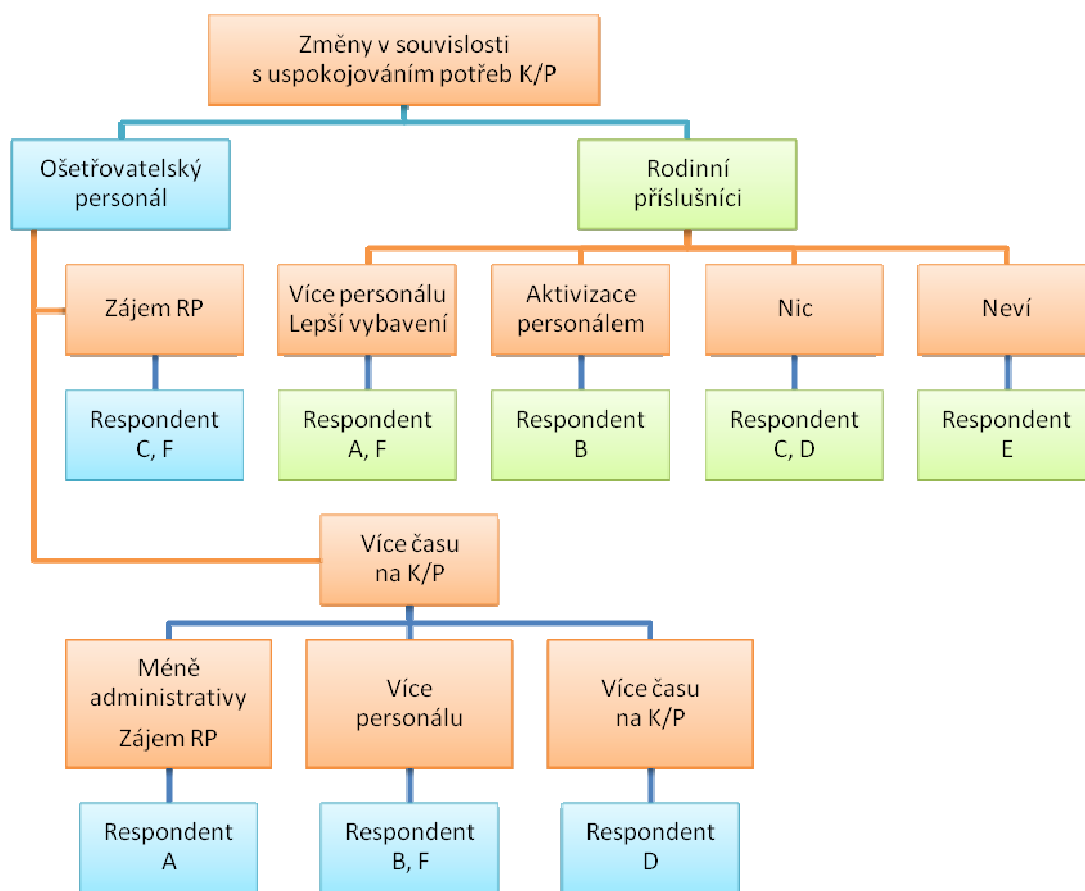 Změny v souvislosti
s uspokojováním potřeb K/P
Ošetřovatelský
personál
Rodinní
příslušníci
Zájem RP
Více personálu
Lepší vybavení
Aktivizace
personálem
Nic
Neví
Respondent
C, F
Respondent
A, F
Respondent
B
Respondent
C, D
Respondent
E
Více času
na K/P
Méně
administrativy
Zájem RP
Více
personálu
Více času
na K/P
Respondent
A
Respondent
B, F
Respondent
D